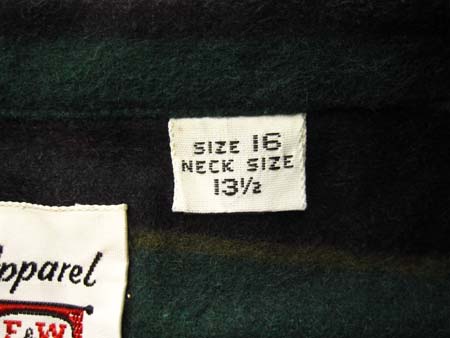 SIZE 16
NECK SIZE
13½
Apparel
E&W